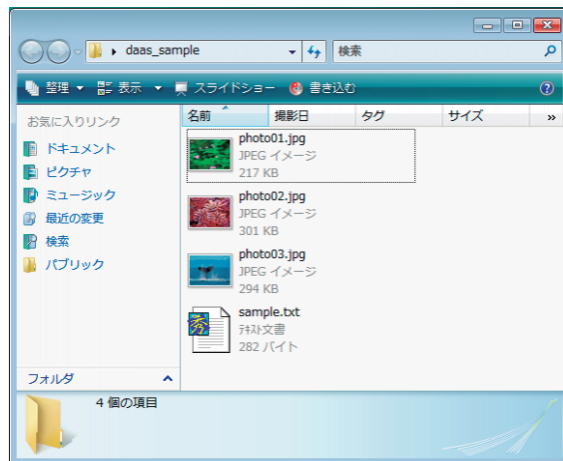 daas_sample
検索
整理 表示 スライドショー 書き込む
お気に入りリンク
ドキュメント
ピクチャ
ミュージック
最近の変更
検索
パブリック
フォルダ
名前 撮影日 タグ サイズ »
photo01.jpg
JPEG イメージ
217 KB
photo02.jpg
JPEG イメージ
301 KB
photo03.jpg
JPEG イメージ
294 KB
秀
sample.txt
テキスト文書
282 バイト
4 個の項目